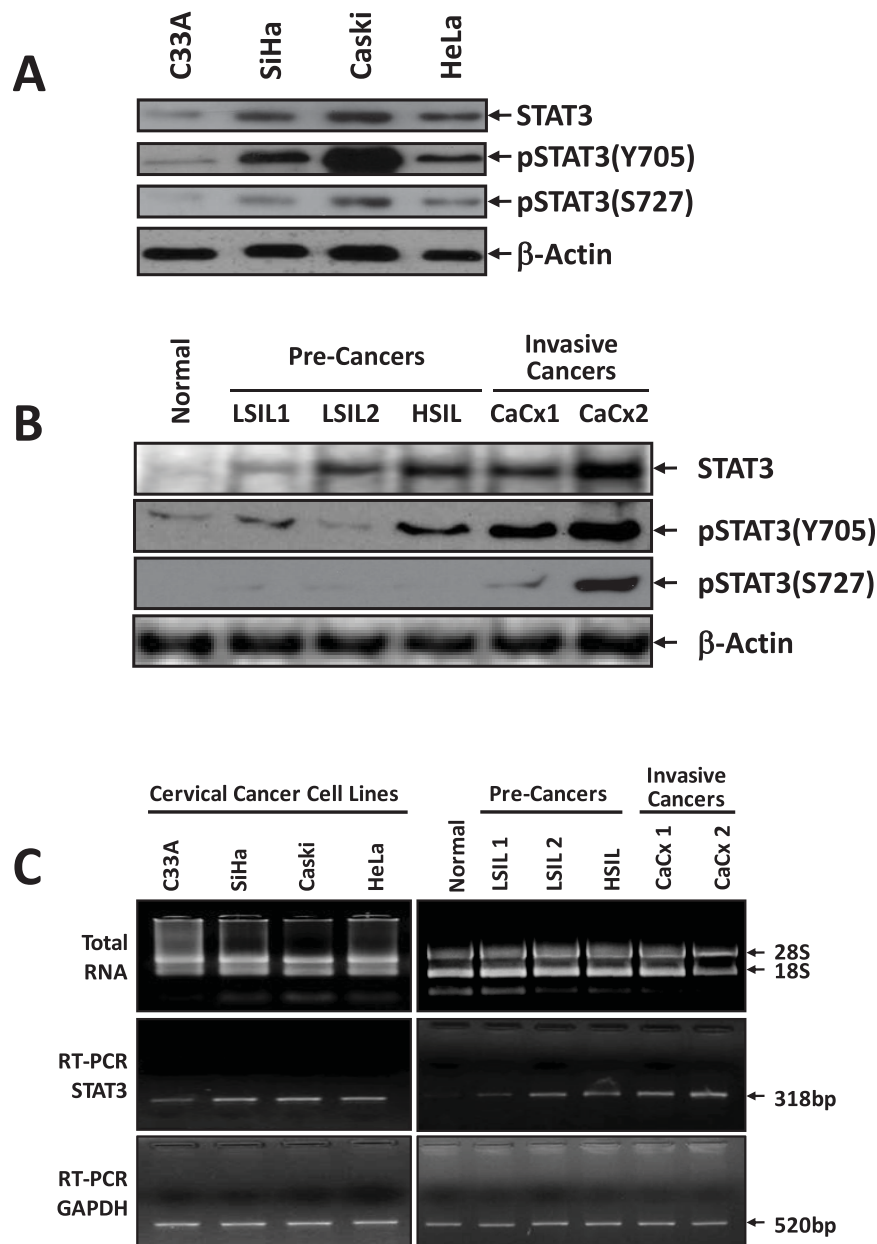 A
C33A SiHa Caski HeLa
STAT3
pSTAT3(Y705)
pSTAT3(S727)
β-Actin
B
Normal
Pre-Cancers
Invasive
Cancers
LSIL1 LSIL2 HSIL CaCx1 CaCx2
STAT3
pSTAT3(Y705)
pSTAT3(S727)
β-Actin
C
Cervical Cancer Cell Lines
Pre-Cancers
Invasive
Cancers
C33A SiHa Caski HeLa
Normal LSIL 1 LSIL 2 HSIL CaCx 1 CaCx 2
Total
RNA
28S
18S
RT-PCR
STAT3
318bp
RT-PCR
GAPDH
520bp